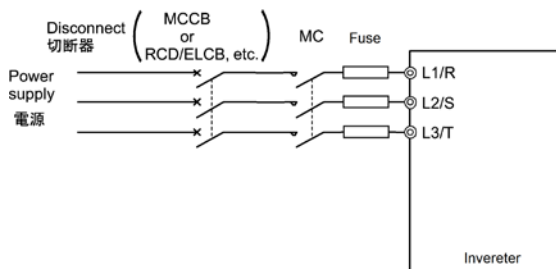 Disconnect
切断器
MCCB
or
RCD/ELCB, etc.
MC
Fuse
Power
supply
電源
L1/R
L2/S
L3/T
Invereter